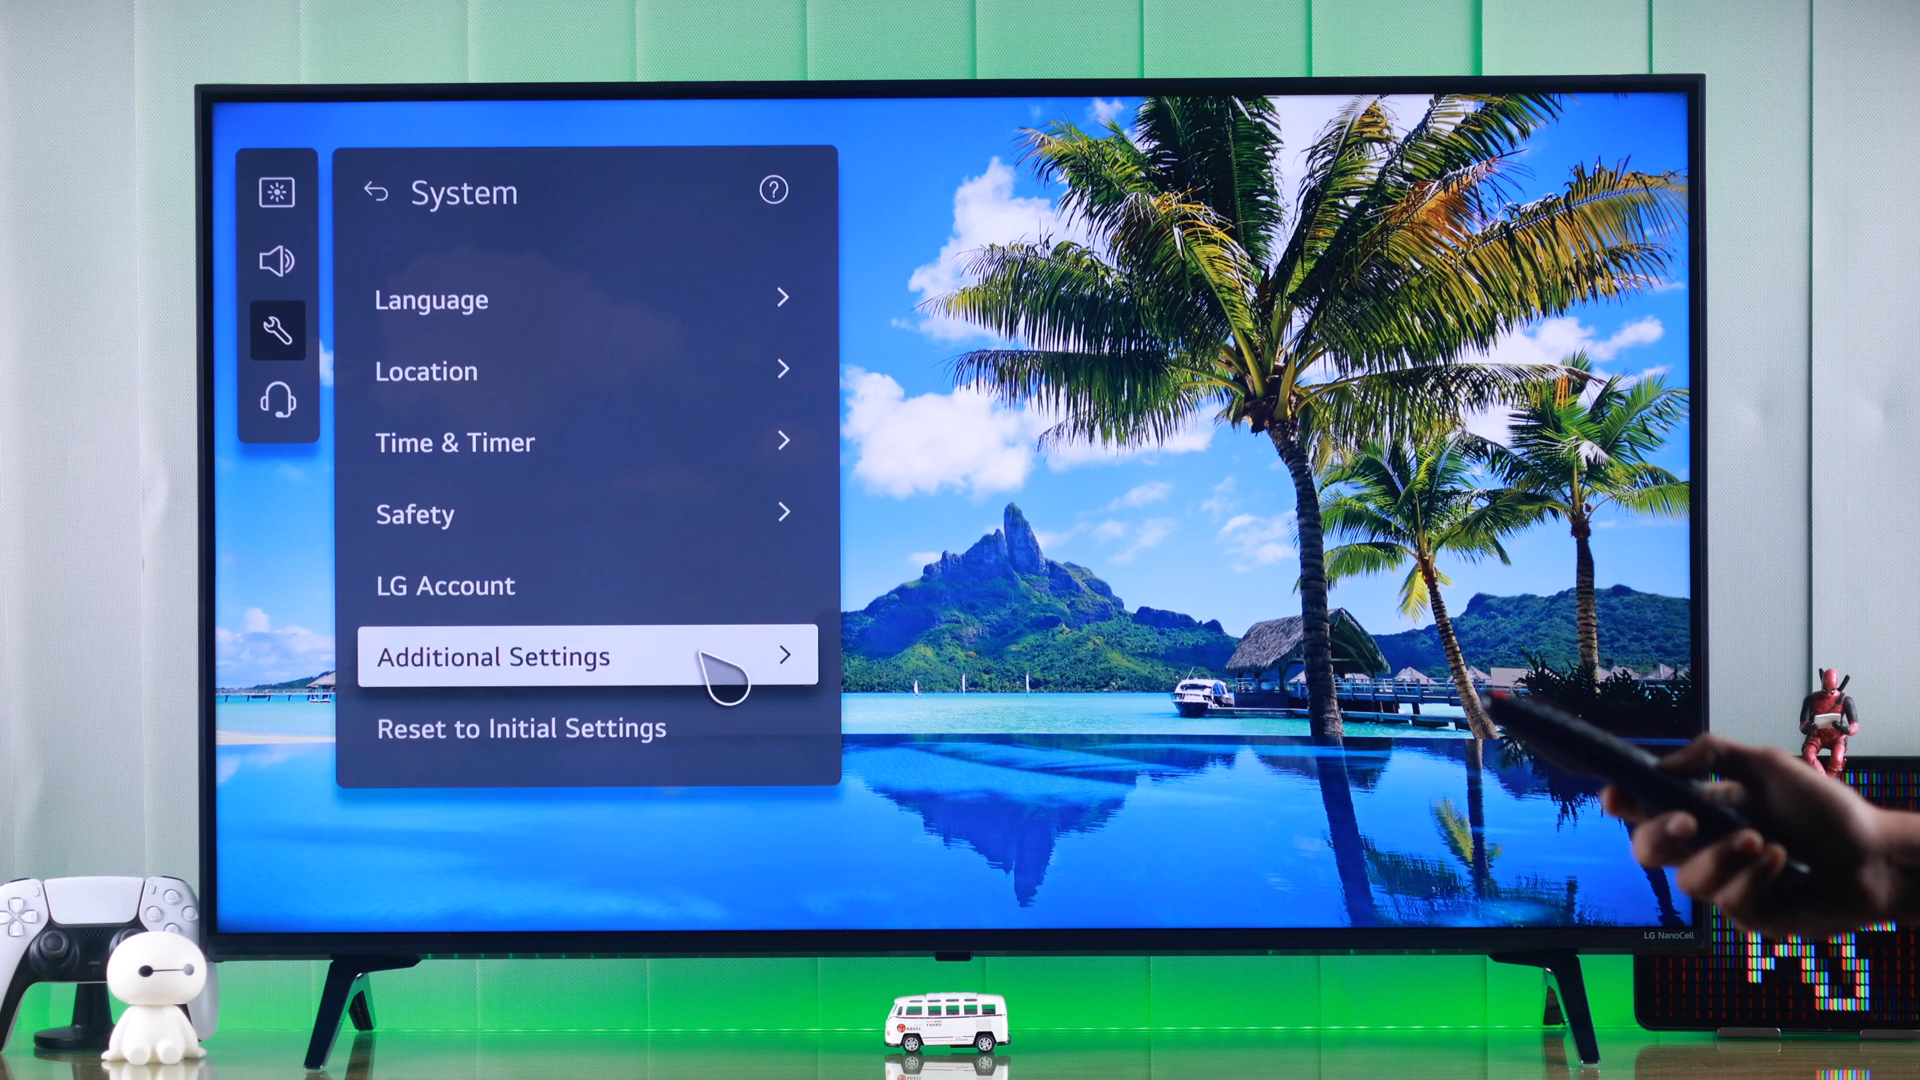 System
Language
Location
Time & Timer
Safety
LG Account
Additional Settings
Reset to Initial Settings
LG NanoCell